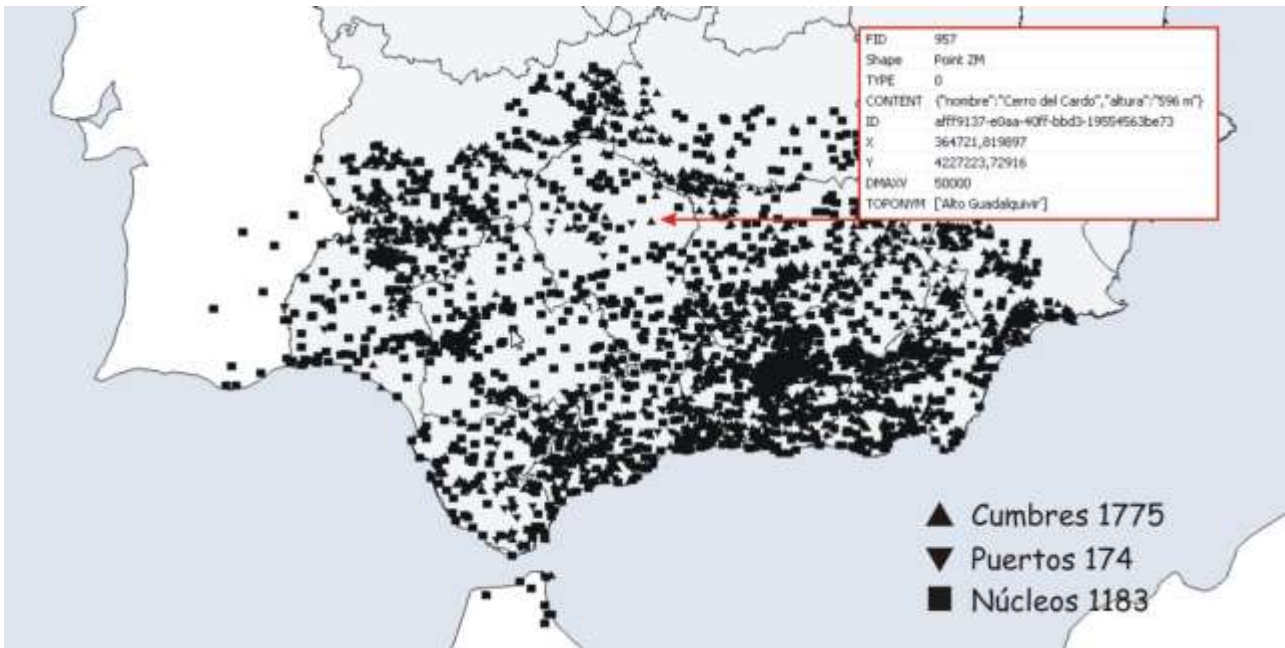 FID 957
Shape Point ZM
TYPE 0
CONTENT {"nombre":"Cerro del Cardo","altura":"596 m"}
ID afff9137-e0aa-40ff-bbd3-19554563be73
X 364721,819897
Y 4227223,72916
DMAXV 50000
TOPONYM ['Alto Guadalquivir']
Cumbres 1775
Puertos 174
Núcleos 1183